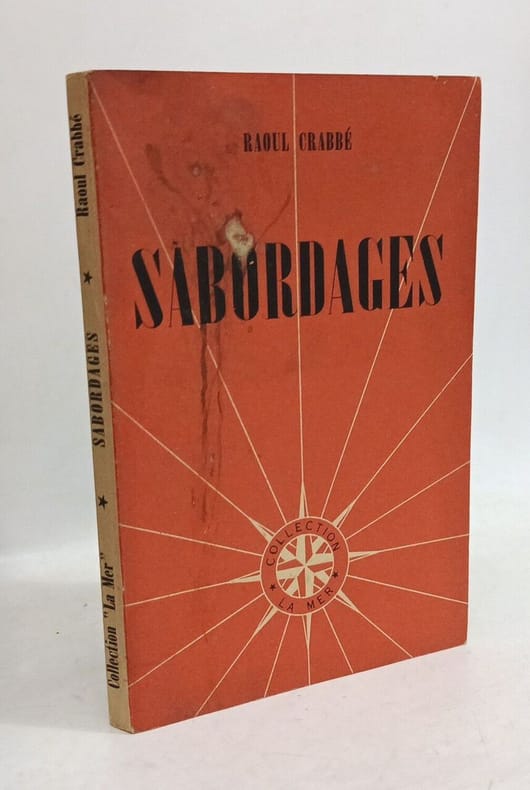 RAOUL CRABBÉ
SABORDAGES
COLLECTION
★ LA MER ★
Raoul Crabbé ★ SABORDAGES ★ Collection "La Mer"